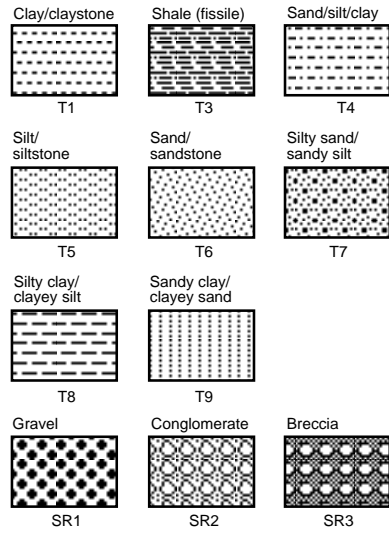 Clay/claystone
Shale (fissile)
Sand/silt/clay
T1
T3
T4
Silt/
siltstone
Sand/
sandstone
Silty sand/
sandy silt
T5
T6
T7
Silty clay/
clayey silt
Sandy clay/
clayey sand
T8
T9
Gravel
Conglomerate
Breccia
SR1
SR2
SR3